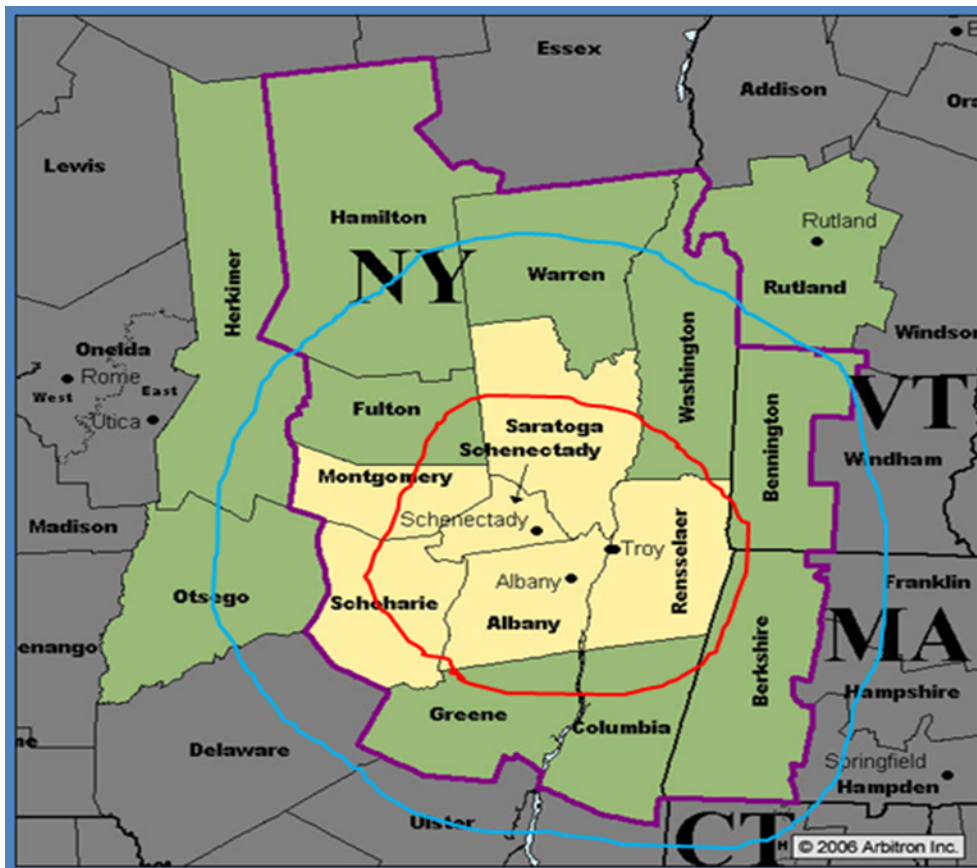 Essex
Addison
Lewis
Hamilton
NY
Rutland
Warren
Rutland
Herkimer
Washington
Oneida
Rome
West
East
Utica
Fulton
Saratoga
Schenectady
VT
Bennington
Windham
Montgomery
Madison
Schenectady
Troy
Rensselaer
Otsego
Schoharie
Albany
Albany
Franklin
MA
Berkshire
Hampshire
Greene
Columbia
Delaware
Springfield
Hampden
Ulster
CT
© 2006 Arbitron Inc.